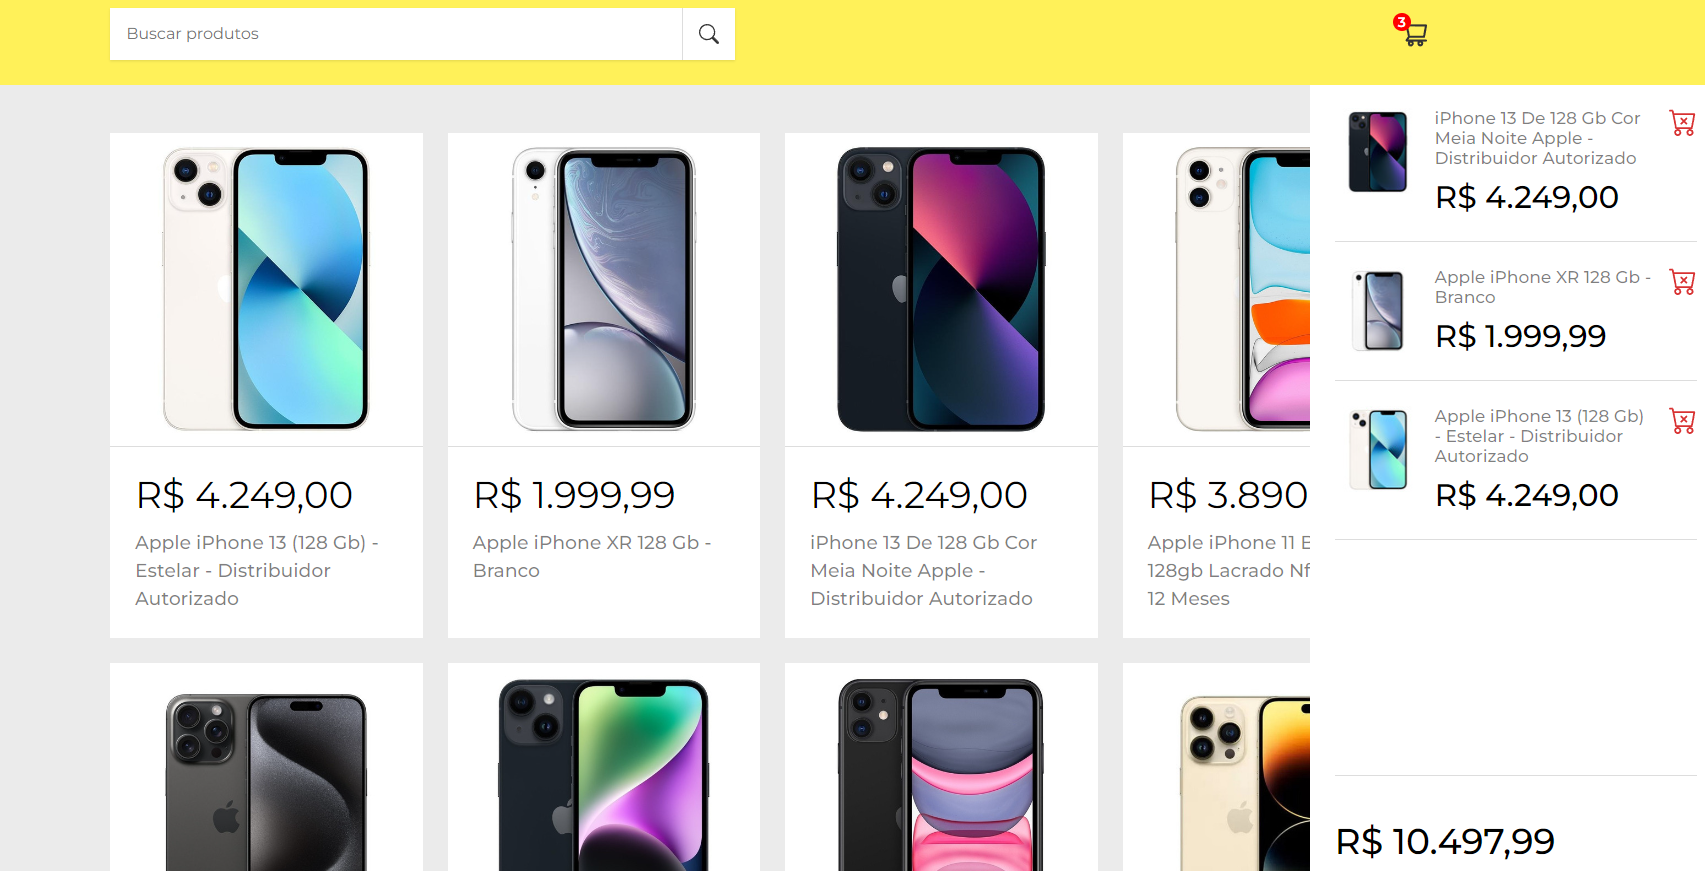 Buscar produtos
3
R$ 4.249,00
Apple iPhone 13 (128 Gb) -
Estelar - Distribuidor
Autorizado
R$ 1.999,99
Apple iPhone XR 128 Gb -
Branco
R$ 4.249,00
iPhone 13 De 128 Gb Cor
Meia Noite Apple -
Distribuidor Autorizado
R$ 3.890
Apple iPhone 11
128gb Lacrado Nf
12 Meses
iPhone 13 De 128 Gb Cor
Meia Noite Apple -
Distribuidor Autorizado
R$ 4.249,00
Apple iPhone XR 128 Gb -
Branco
R$ 1.999,99
Apple iPhone 13 (128 Gb)
- Estelar - Distribuidor
Autorizado
R$ 4.249,00
R$ 10.497,99